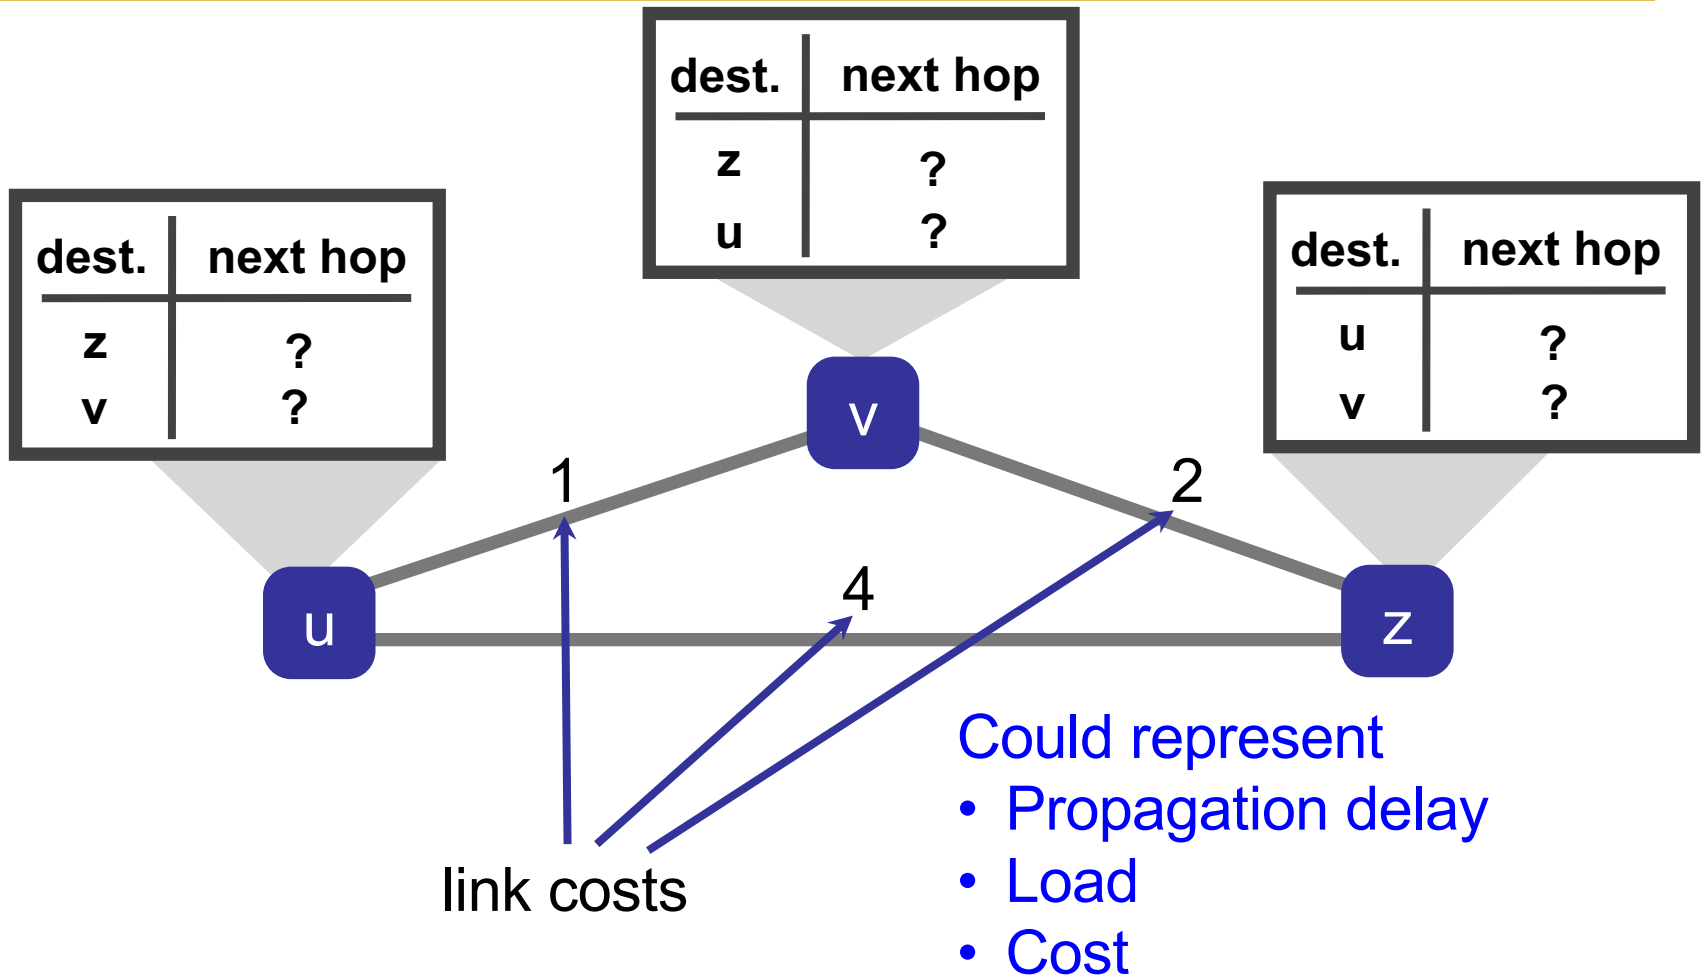 dest. next hop
z ?
u ?
dest. next hop
z ?
v ?
dest. next hop
u ?
v ?
v
1
2
u
4
z
link costs
Could represent
• Propagation delay
• Load
• Cost